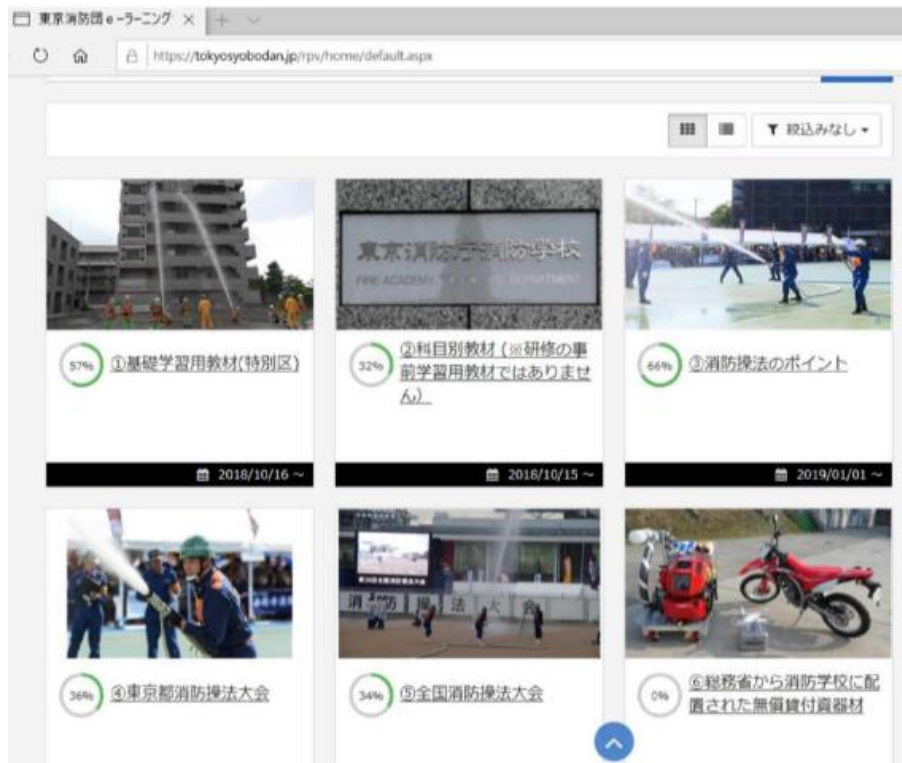 東京消防団e-ラーニング
https://tokyosyobodan.jp/rpv/home/default.aspx
絞込みなし
東京消防庁消防学校
57%
①基礎学習用教材(特別区)
32%
②科目別教材 (※研修の事
前学習用教材ではありませ
ん)
66%
③消防操法のポイント
2018/10/16 ~
2018/10/15 ~
2019/01/01 ~
消防操法大会
36%
④東京都消防操法大会
34%
⑤全国消防操法大会
0%
⑥総務省から消防学校に配
置された無償貸付資器材